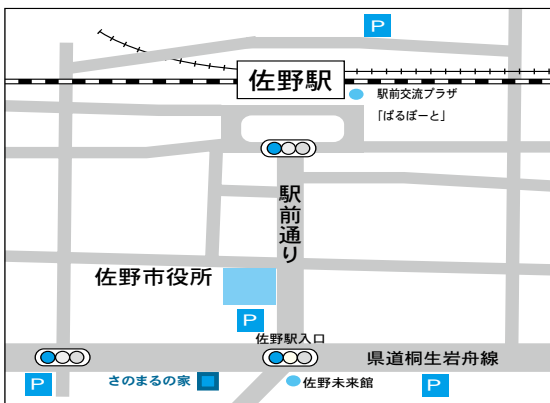 P
佐野駅
駅前交流プラザ
「ぱるぽーと」
駅前通り
佐野市役所
P
佐野駅入口
県道桐生岩舟線
P
さのまるの家
佐野未来館
P